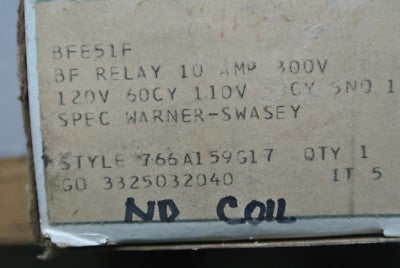 BFE51F
BF RELAY 10 AMP 300V
120V 60CY 110V CY 5NO 1
SPEC WARNER-SWASEY
STYLE 766A159G17 QTY 1
GO 3325032040 IT 5
NO COIL